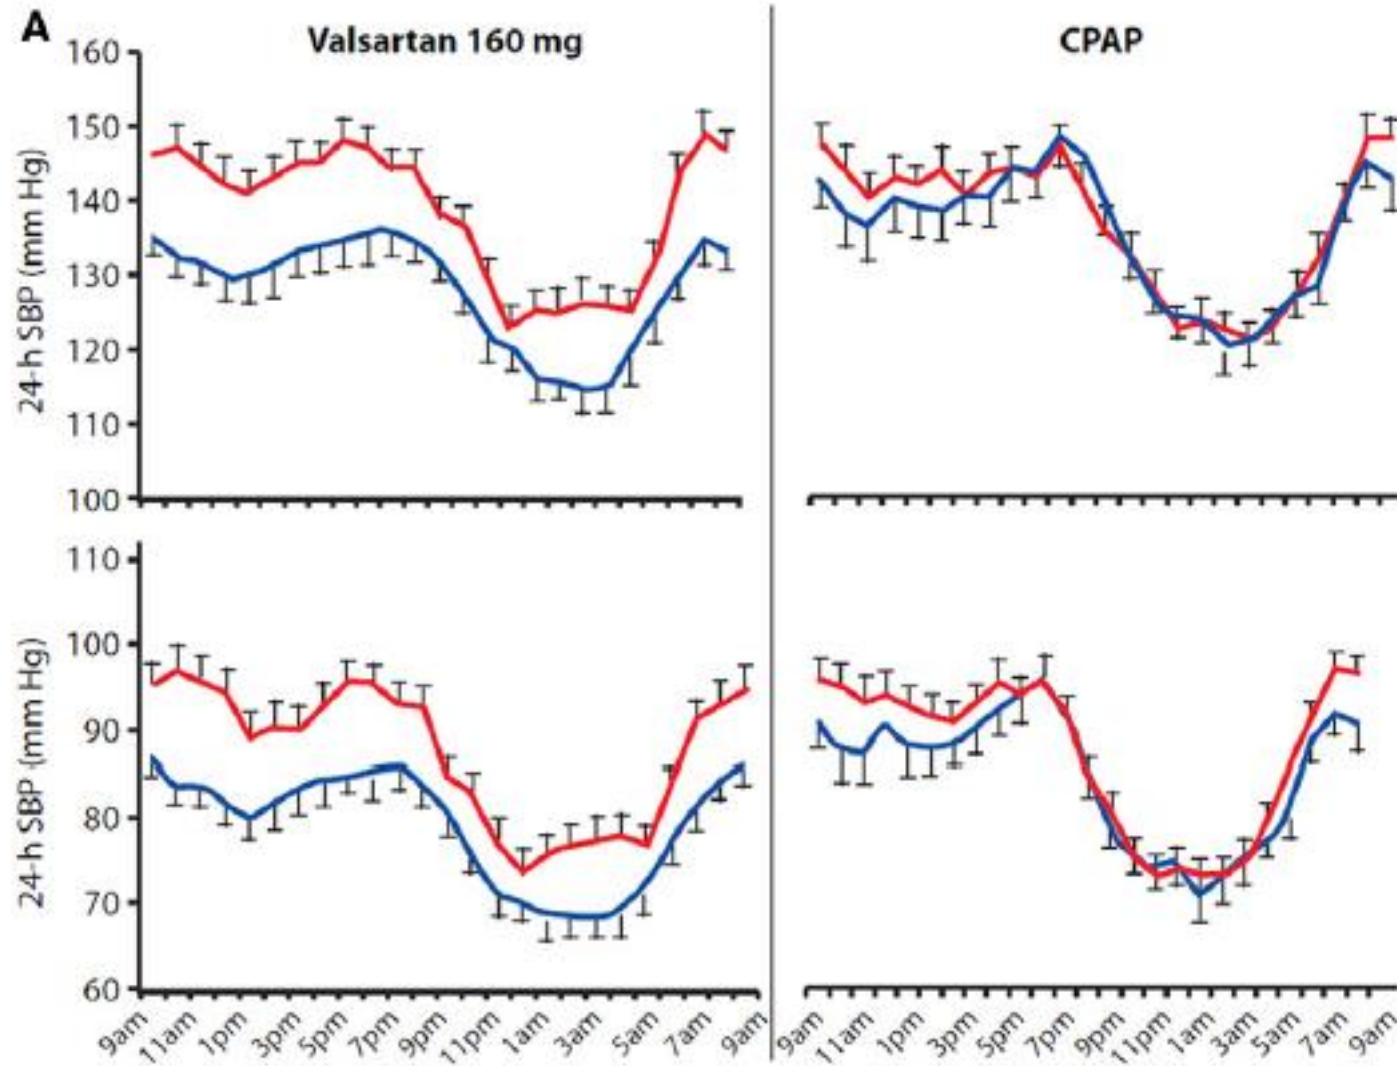 A
Valsartan 160 mg
CPAP
24-h SBP (mm Hg)
160
150
140
130
120
110
100
24-h SBP (mm Hg)
110
100
90
80
70
60
9am 11am 1pm 3pm 5pm 7pm 9pm 11pm 1am 3am 5am 7am 9am
9am 11am 1pm 3pm 5pm 7pm 9pm 11pm 1am 3am 5am 7am 9am